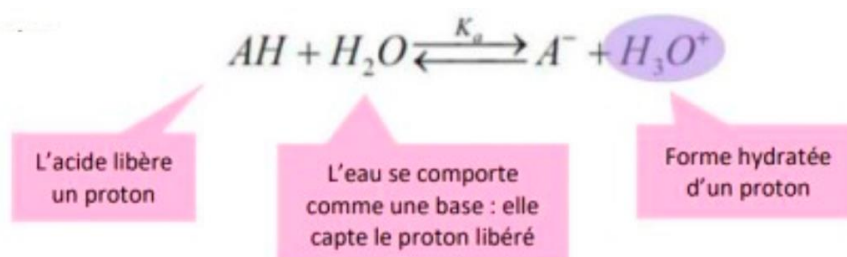 AH + H₂O ⇌ A⁻ + H₃O⁺
Kₐ
L'acide libère
un proton
L'eau se comporte
comme une base : elle
capte le proton libéré
Forme hydratée
d'un proton